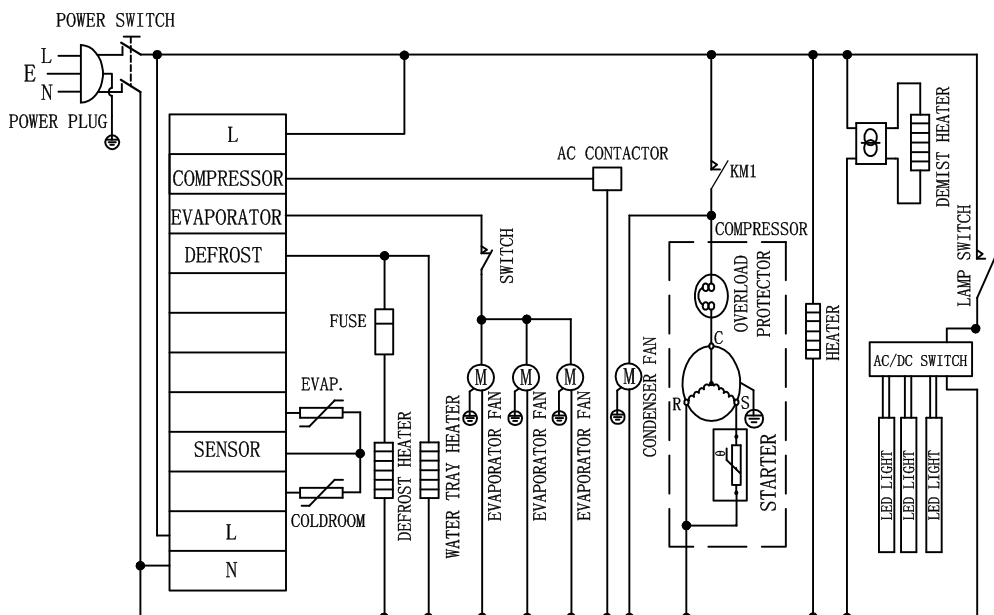 POWER SWITCH
L
E
N
POWER PLUG
L
COMPRESSOR
EVAPORATOR
DEFROST
SENSOR
L
N
AC CONTACTOR
KM1
COMPRESSOR
OVERLOAD
PROTECTOR
C
R
S
θ
STARTER
SWITCH
FUSE
EVAP.
COLDROOM
DEFROST HEATER
WATER TRAY HEATER
M
EVAPORATOR FAN
M
EVAPORATOR FAN
M
EVAPORATOR FAN
M
CONDENSER FAN
HEATER
DEMIST HEATER
LAMP SWITCH
AC/DC SWITCH
LED LIGHT
LED LIGHT
LED LIGHT